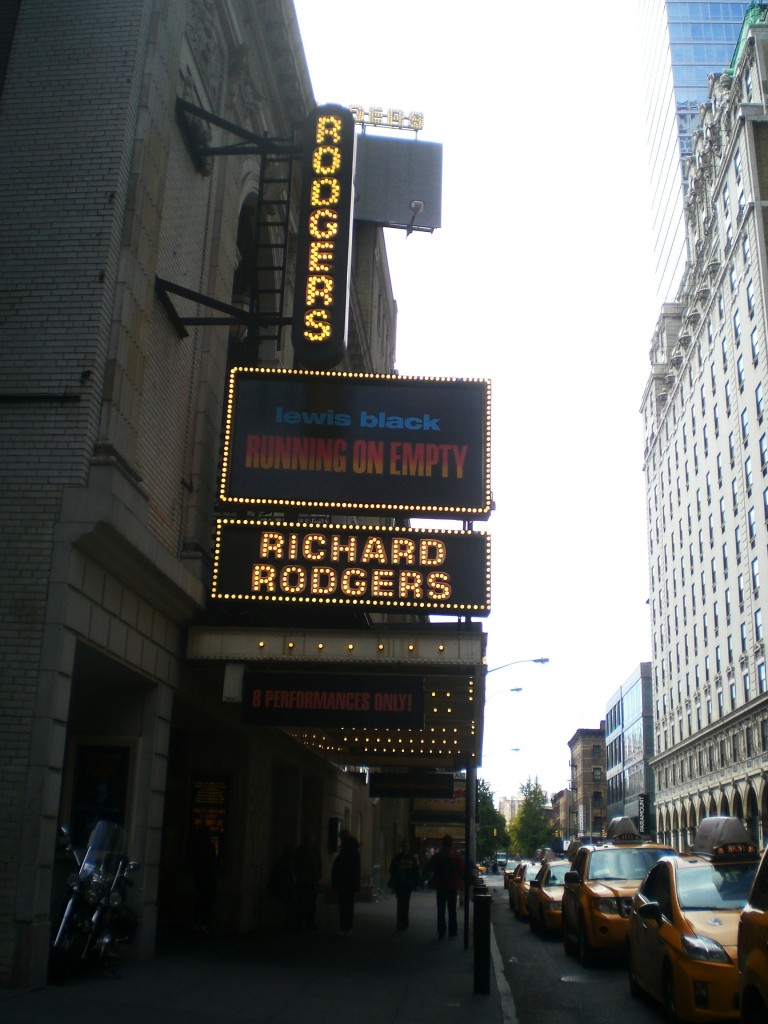 RODGERS
lewis black
RUNNING ON EMPTY
RICHARD
RODGERS
8 PERFORMANCES ONLY!